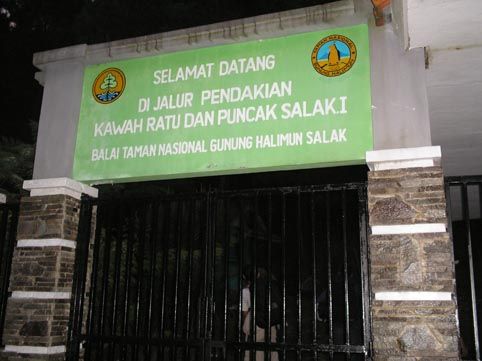 SELAMAT DATANG
DI JALUR PENDAKIAN
KAWAH RATU DAN PUNCAK SALAK.I
BALAI TAMAN NASIONAL GUNUNG HALIMUN SALAK